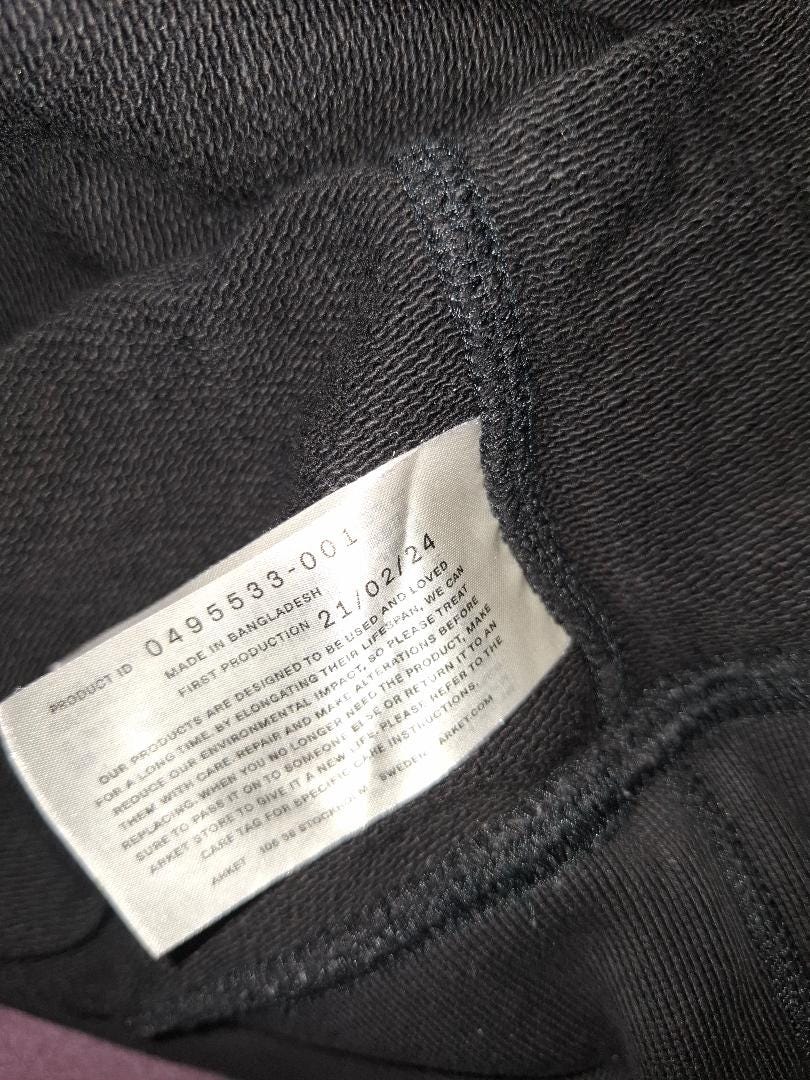 PRODUCT ID 0495533-001
MADE IN BANGLADESH
FIRST PRODUCTION 21/02/24
OUR PRODUCTS ARE DESIGNED TO BE USED AND LOVED
FOR A LONG TIME. BY ELONGATING THEIR LIFESPAN, WE CAN
REDUCE OUR ENVIRONMENTAL IMPACT, SO PLEASE TREAT
THEM WITH CARE. REPAIR AND MAKE ALTERATIONS BEFORE
REPLACING. WHEN YOU NO LONGER NEED THE PRODUCT, MAKE
SURE TO PASS IT ON TO SOMEONE ELSE OR RETURN IT TO AN
ARKET STORE TO GIVE IT A NEW LIFE. PLEASE REFER TO THE
CARE TAG FOR SPECIFIC CARE INSTRUCTIONS.
ARKET 106 38 STOCKHOLM SWEDEN ARKET.COM